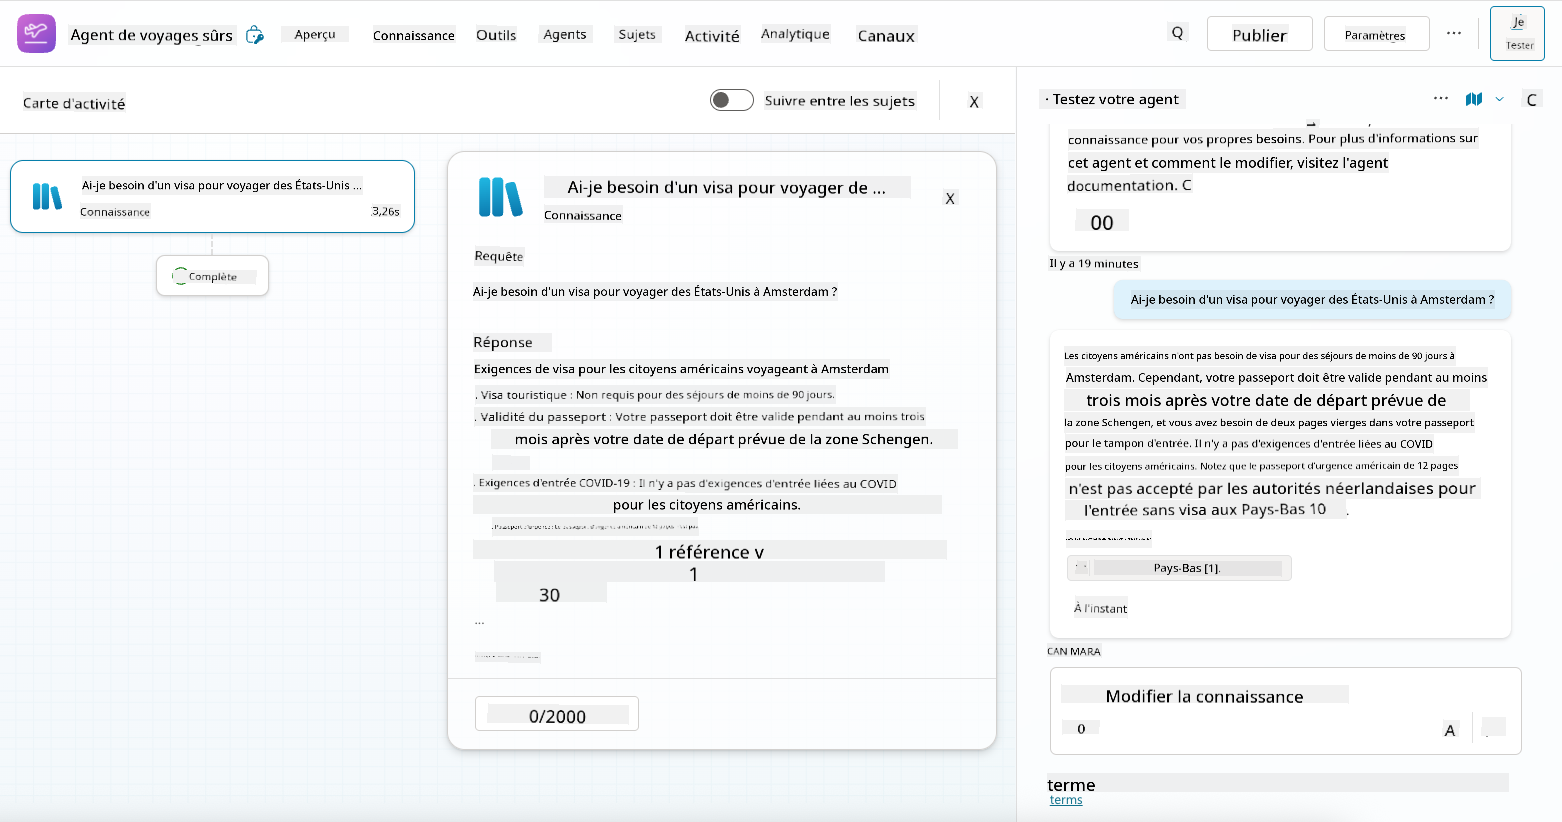 Agent de voyages sûrs
Aperçu
Connaissance
Outils
Agents
Sujets
Activité
Analytique
Canaux
Q
Publier
Paramètres
...
Je
Tester
Carte d'activité
Suivre entre les sujets
X
Ai-je besoin d'un visa pour voyager des États-Unis ...
Connaissance
3,26s
Complète
Ai-je besoin d'un visa pour voyager de ...
Connaissance
X
Requête
Ai-je besoin d'un visa pour voyager des États-Unis à Amsterdam ?
Réponse
Exigences de visa pour les citoyens américains voyageant à Amsterdam
. Visa touristique : Non requis pour des séjours de moins de 90 jours.
. Validité du passeport : Votre passeport doit être valide pendant au moins trois
mois après votre date de départ prévue de la zone Schengen.
. Exigences d'entrée COVID-19 : Il n'y a pas d'exigences d'entrée liées au COVID
pour les citoyens américains.
1 référence v
1
30
...
0/2000
· Testez votre agent
...
C
connaissance pour vos propres besoins. Pour plus d'informations sur
cet agent et comment le modifier, visitez l'agent
documentation. C
00
Il y a 19 minutes
Ai-je besoin d'un visa pour voyager des États-Unis à Amsterdam ?
Les citoyens américains n'ont pas besoin de visa pour des séjours de moins de 90 jours à
Amsterdam. Cependant, votre passeport doit être valide pendant au moins
trois mois après votre date de départ prévue de
la zone Schengen, et vous avez besoin de deux pages vierges dans votre passeport
pour le tampon d'entrée. Il n'y a pas d'exigences d'entrée liées au COVID
pour les citoyens américains. Notez que le passeport d'urgence américain de 12 pages
n'est pas accepté par les autorités néerlandaises pour
l'entrée sans visa aux Pays-Bas 10 .
Pays-Bas [1].
À l'instant
CAN MARA
Modifier la connaissance
0
A
terme
terms